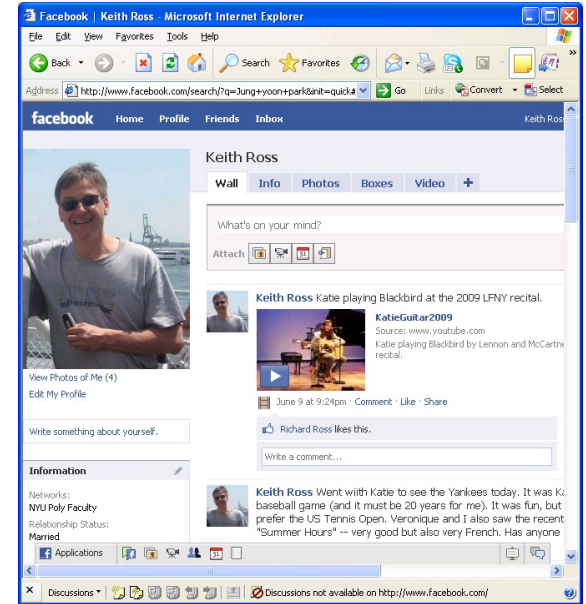 Facebook | Keith Ross - Microsoft Internet Explorer
File Edit View Favorites Tools Help
Back Search Favorites
Address http://www.facebook.com/search/?q=Jung+yoon+park&init=quick# Go Links Convert Select
facebook Home Profile Friends Inbox Keith Ross
Keith Ross
Wall Info Photos Boxes Video +
What's on your mind?
Attach 31
Keith Ross Katie playing Blackbird at the 2009 LFNY recital.
KatieGuitar2009
Source: www.youtube.com
Katie playing Blackbird by Lennon and McCartne
recital.
June 9 at 9:24pm · Comment · Like · Share
Richard Ross likes this.
Write a comment...
View Photos of Me (4)
Edit My Profile
Write something about yourself.
Information
Networks:
NYU Poly Faculty
Relationship Status:
Married
Keith Ross Went wiith Katie to see the Yankees today. It was Ka
baseball game (and it must be 20 years for me). It was fun, but
prefer the US Tennis Open. Veronique and I also saw the recent
"Summer Hours" -- very good but also very French. Has anyone
Applications 31
Discussions Discussions not available on http://www.facebook.com/